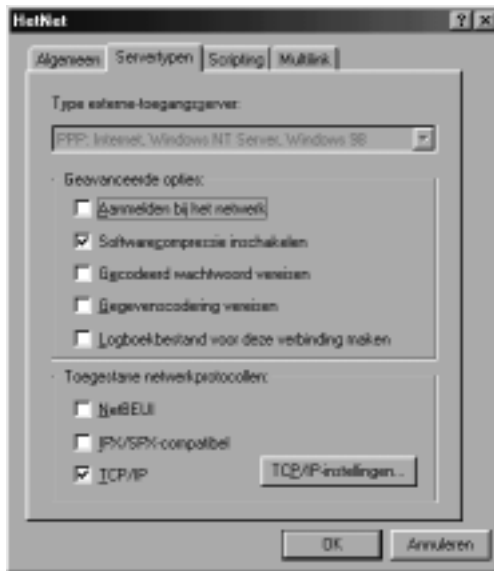 HetNet
Algemeen Servertypen Scripting Multilink
Type externe-toegangsserver:
PPP: Internet, Windows NT Server, Windows 98
Geavanceerde opties:
Aanmelden bij het netwerk
Softwarecompressie inschakelen
Gecodeerd wachtwoord vereisen
Gegevenscodering vereisen
Logboekbestand voor deze verbinding maken
Toegestane netwerkprotocollen:
NetBEUI
IPX/SPX-compatibel
TCP/IP TCP/IP-instellingen...
OK Annuleren